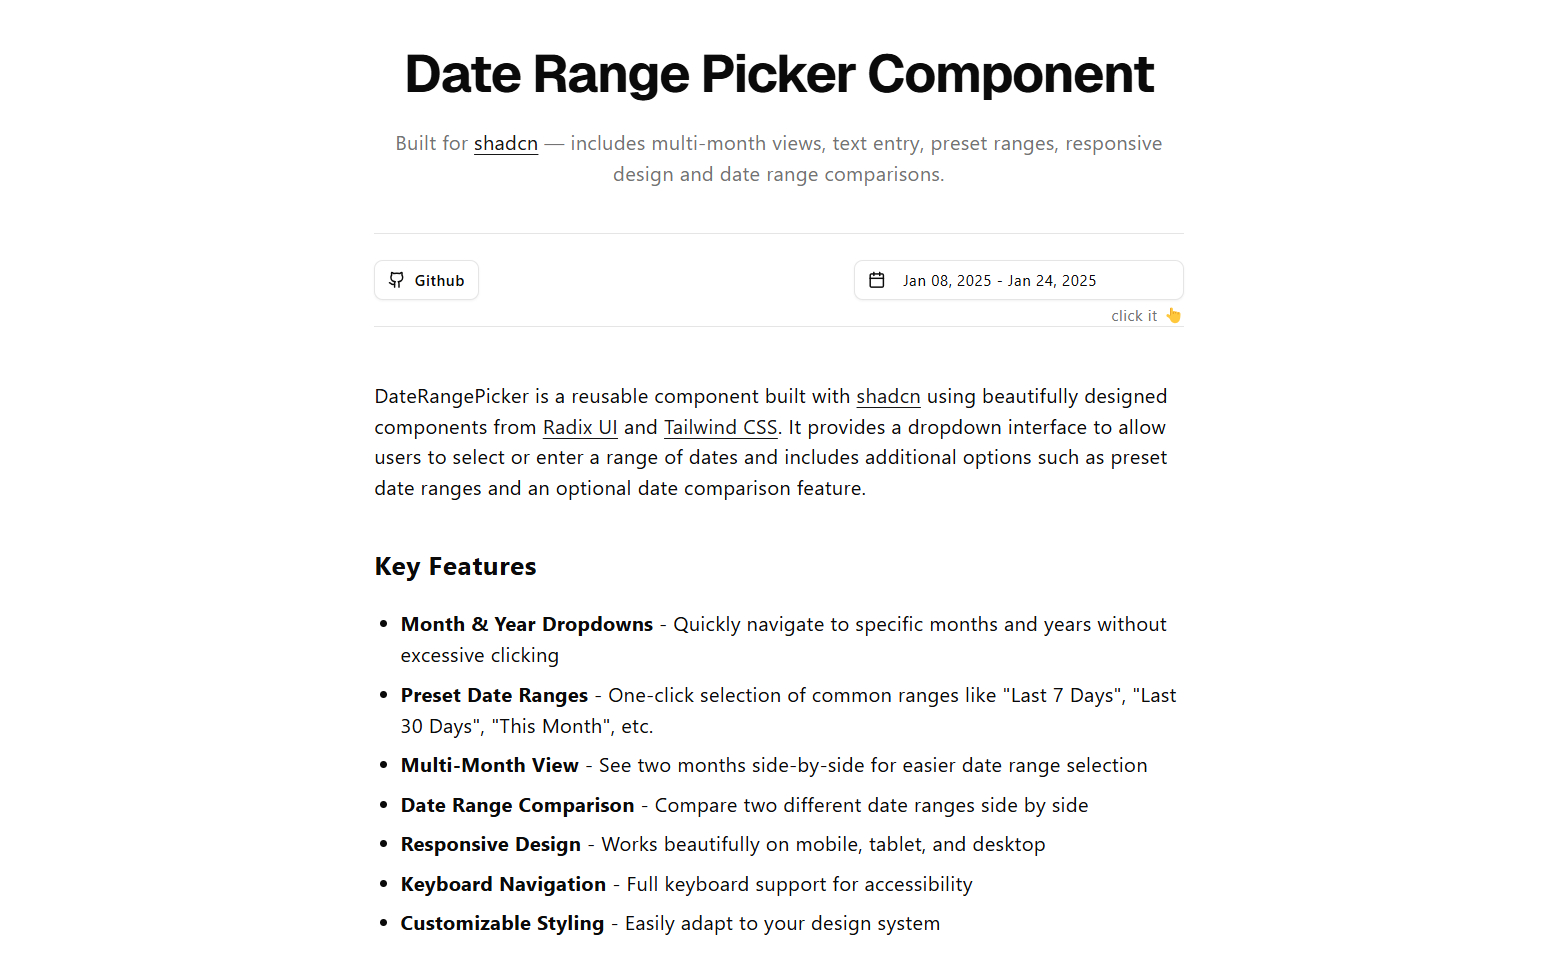 Date Range Picker Component
Built for shadcn — includes multi-month views, text entry, preset ranges, responsive
design and date range comparisons.
Github
Jan 08, 2025 - Jan 24, 2025
click it 👆
DateRangePicker is a reusable component built with shadcn using beautifully designed
components from Radix UI and Tailwind CSS. It provides a dropdown interface to allow
users to select or enter a range of dates and includes additional options such as preset
date ranges and an optional date comparison feature.
Key Features
• Month & Year Dropdowns - Quickly navigate to specific months and years without
excessive clicking
• Preset Date Ranges - One-click selection of common ranges like "Last 7 Days", "Last
30 Days", "This Month", etc.
• Multi-Month View - See two months side-by-side for easier date range selection
• Date Range Comparison - Compare two different date ranges side by side
• Responsive Design - Works beautifully on mobile, tablet, and desktop
• Keyboard Navigation - Full keyboard support for accessibility
• Customizable Styling - Easily adapt to your design system